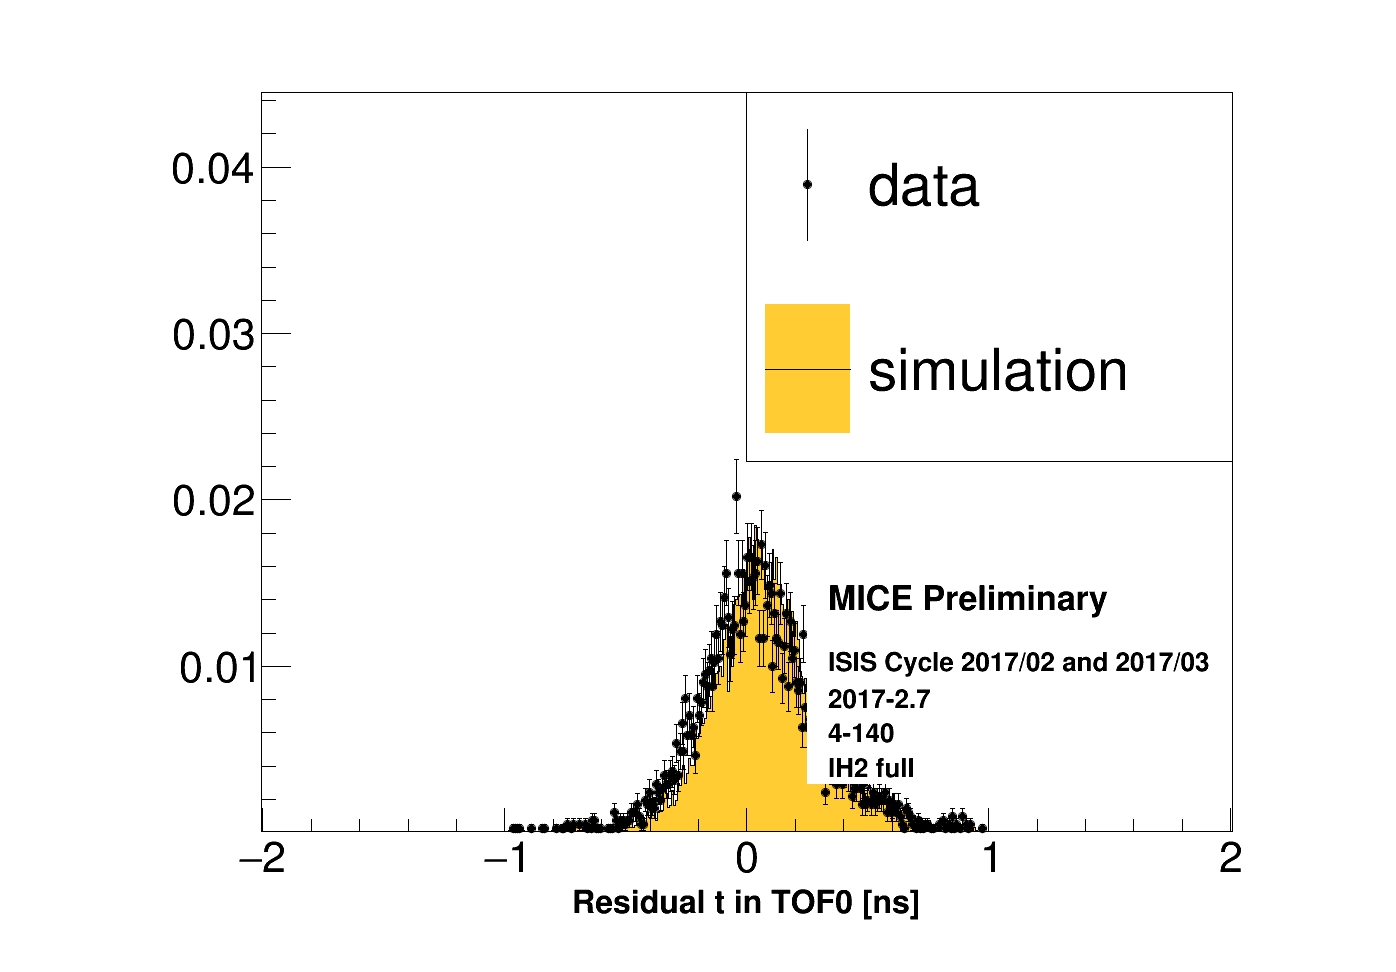 data
simulation
MICE Preliminary
ISIS Cycle 2017/02 and 2017/03
2017-2.7
4-140
IH2 full
0.04
0.03
0.02
0.01
−2
−1
0
1
2
Residual t in TOF0 [ns]